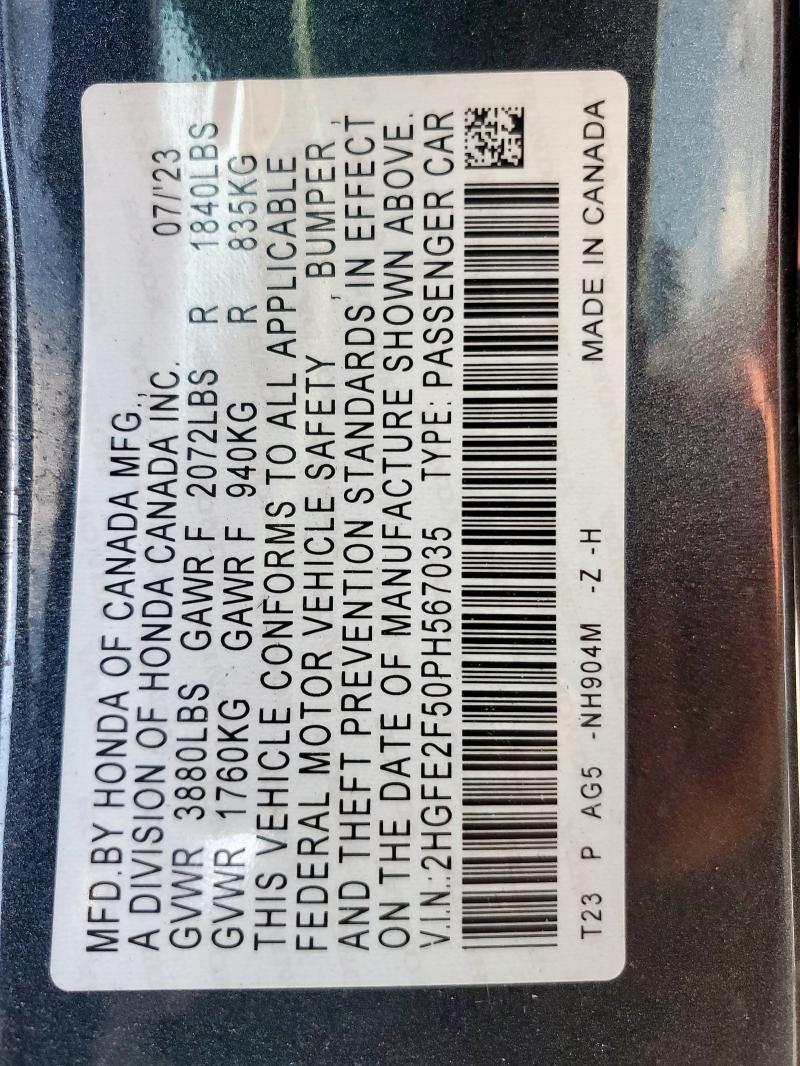 MFD.BY HONDA OF CANADA MFG.,
A DIVISION OF HONDA CANADA INC. 07/'23
GVWR 3880LBS GAWR F 2072LBS R 1840LBS
GVWR 1760KG GAWR F 940KG R 835KG
THIS VEHICLE CONFORMS TO ALL APPLICABLE
FEDERAL MOTOR VEHICLE SAFETY , BUMPER ,
AND THEFT PREVENTION STANDARDS IN EFFECT
ON THE DATE OF MANUFACTURE SHOWN ABOVE.
V.I.N.:2HGFE2F50PH567035 TYPE: PASSENGER CAR
T23 P AG5 -NH904M -Z -H MADE IN CANADA